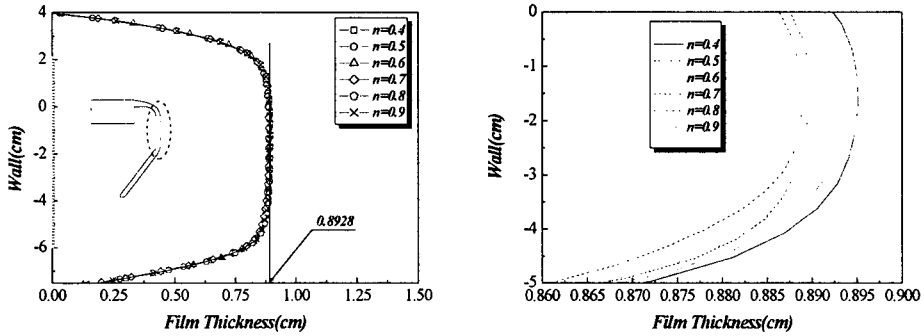 4
2
0
-2
-4
-6
Wall(cm)
n=0.4
n=0.5
n=0.6
n=0.7
n=0.8
n=0.9
0.8928
0.00 0.25 0.50 0.75 1.00 1.25 1.50
Film Thickness(cm)
0
-1
-2
-3
-4
-5
Wall(cm)
n=0.4
n=0.5
n=0.6
n=0.7
n=0.8
n=0.9
0.860 0.865 0.870 0.875 0.880 0.885 0.890 0.895 0.900
Film Thickness(cm)